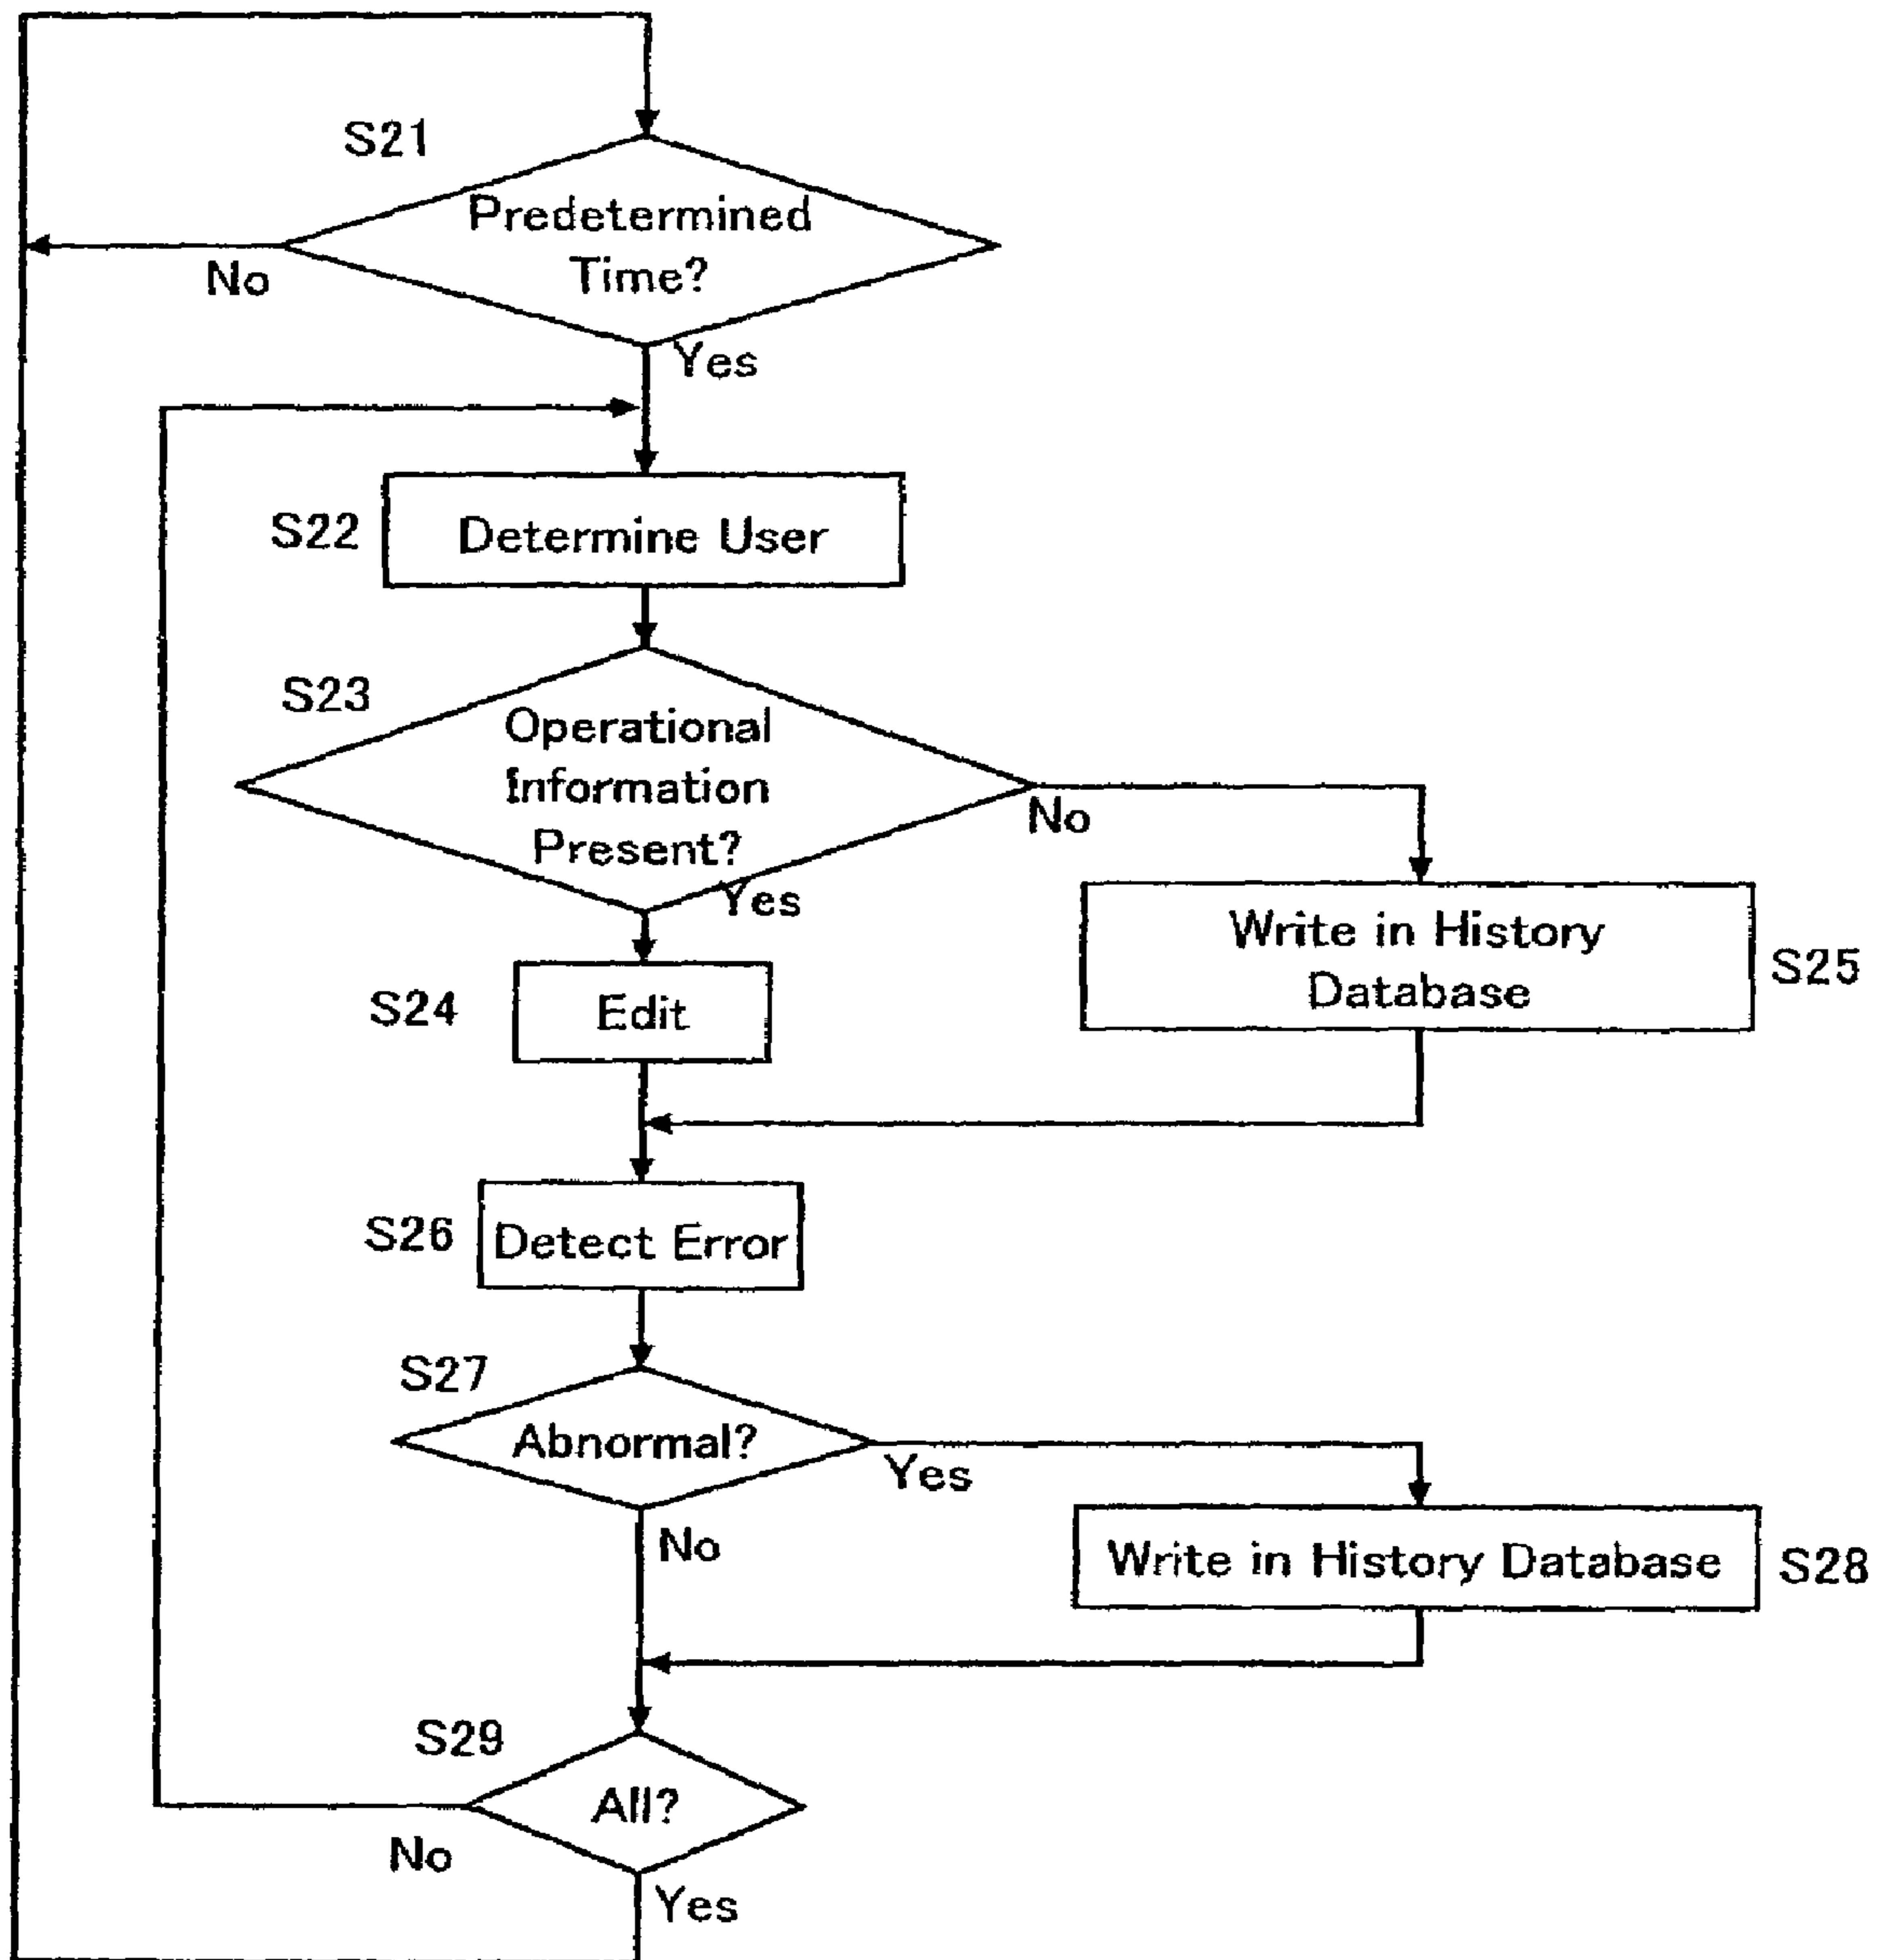 S21
Predetermined
Time?
No
Yes
S22
Determine User
S23
Operational
Information
Present?
No
Yes
Write in History
Database
S25
S24
Edit
S26
Detect Error
S27
Abnormal?
Yes
No
Write in History Database
S28
S29
All?
No
Yes